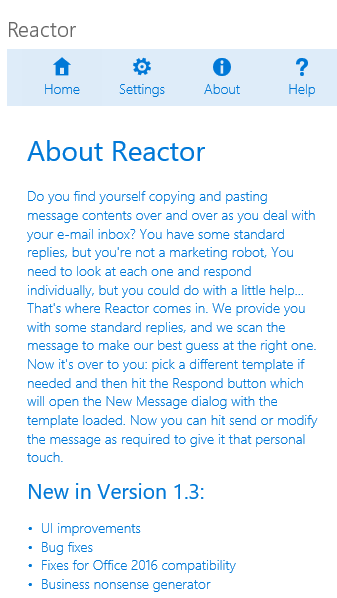 Reactor
Home Settings About Help
About Reactor
Do you find yourself copying and pasting
message contents over and over as you deal with
your e-mail inbox? You have some standard
replies, but you're not a marketing robot, You
need to look at each one and respond
individually, but you could do with a little help...
That's where Reactor comes in. We provide you
with some standard replies, and we scan the
message to make our best guess at the right one.
Now it's over to you: pick a different template if
needed and then hit the Respond button which
will open the New Message dialog with the
template loaded. Now you can hit send or modify
the message as required to give it that personal
touch.
New in Version 1.3:
• UI improvements
• Bug fixes
• Fixes for Office 2016 compatibility
• Business nonsense generator